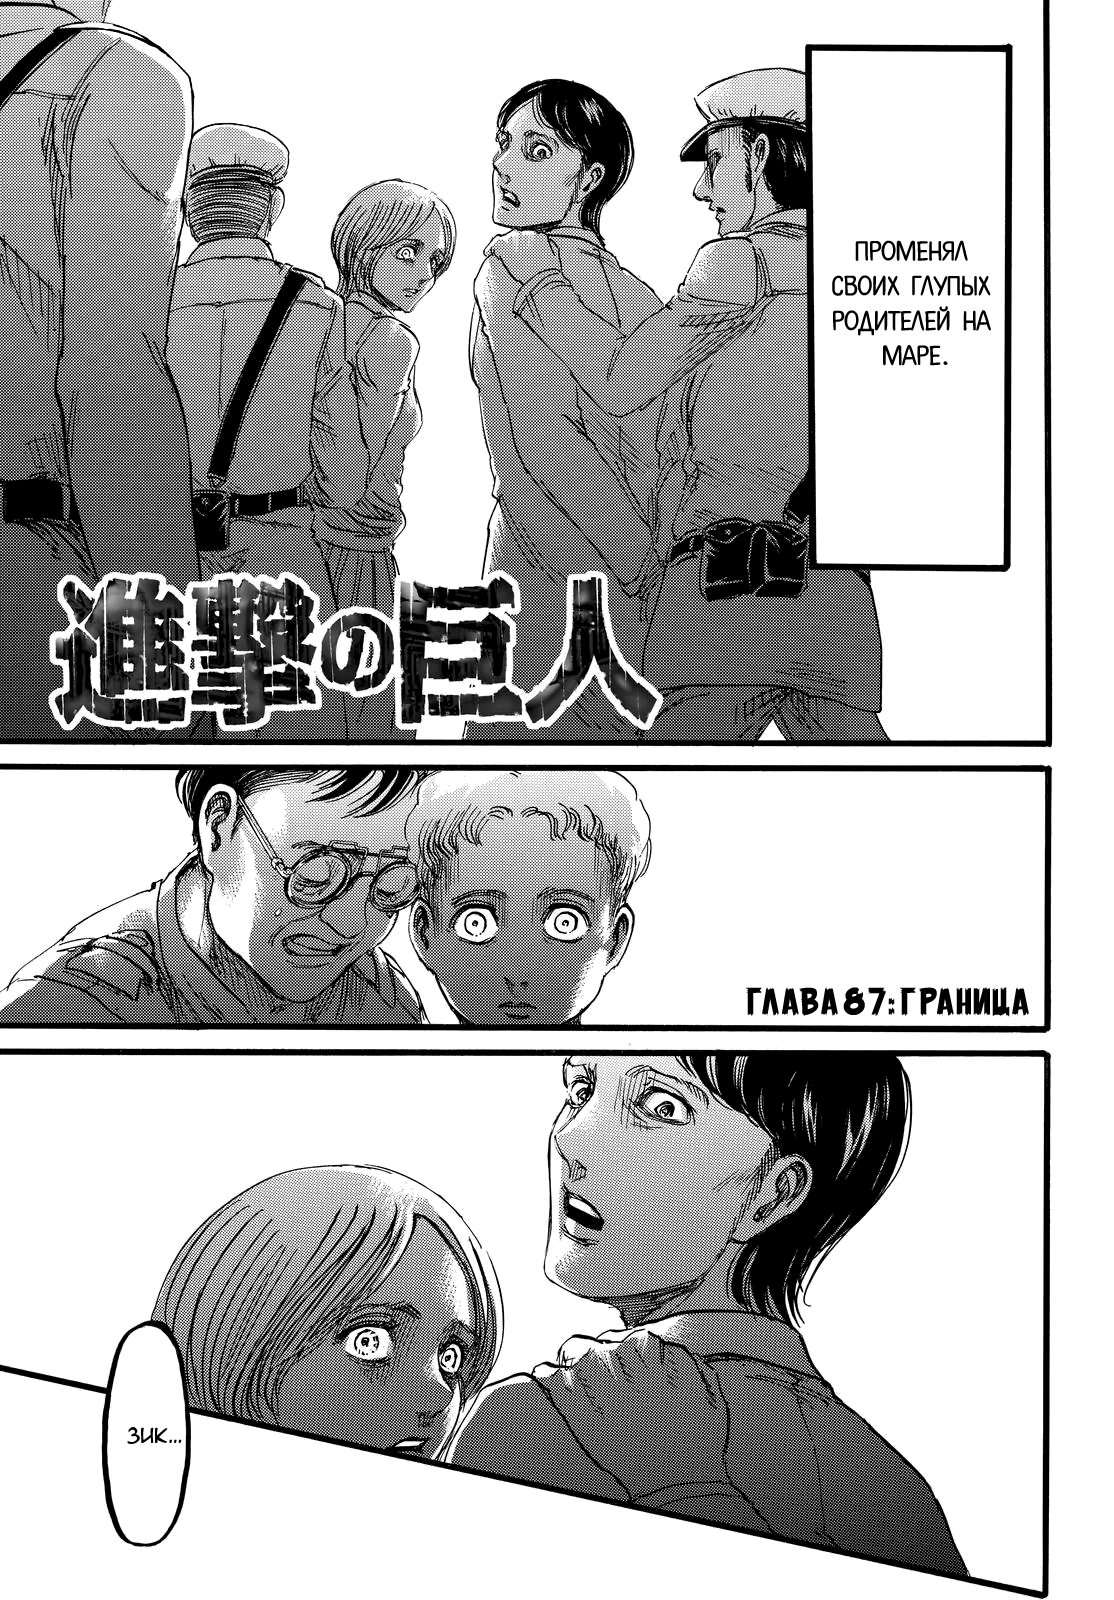 ПРОМЕНЯЛ
СВОИХ ГЛУПЫХ
РОДИТЕЛЕЙ НА
МАРЕ.
進撃の巨人
ГЛАВА 87: ГРАНИЦА
ЗИК...